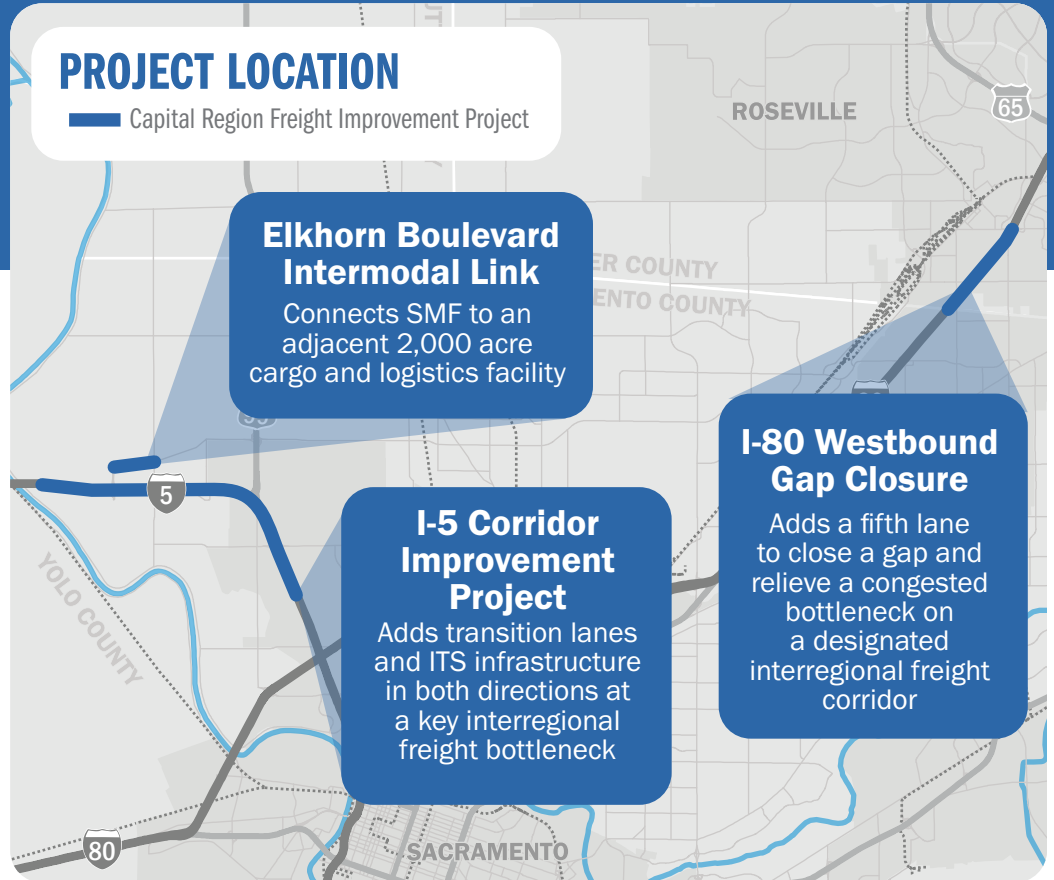 PROJECT LOCATION
Capital Region Freight Improvement Project
ROSEVILLE
65
Elkhorn Boulevard
Intermodal Link
Connects SMF to an
adjacent 2,000 acre
cargo and logistics facility
COUNTY
COUNTY
I-80 Westbound
Gap Closure
Adds a fifth lane
to close a gap and
relieve a congested
bottleneck on
a designated
interregional freight
corridor
5
I-5 Corridor
Improvement
Project
Adds transition lanes
and ITS infrastructure
in both directions at
a key interregional
freight bottleneck
YOLO COUNTY
80
SACRAMENTO